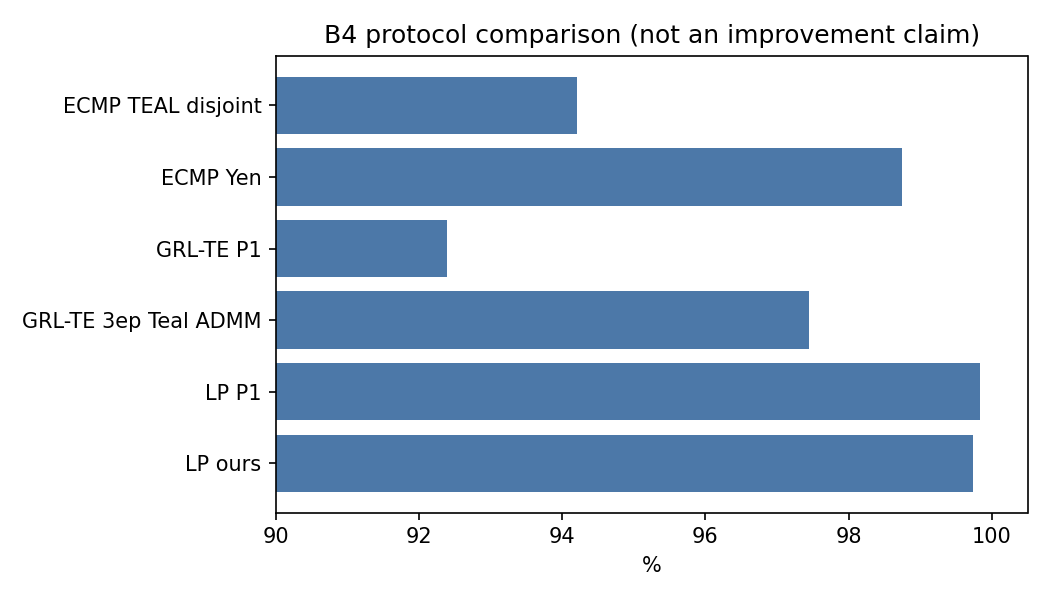 B4 protocol comparison (not an improvement claim)
ECMP TEAL disjoint
ECMP Yen
GRL-TE P1
GRL-TE 3ep Teal ADMM
LP P1
LP ours
90 92 94 96 98 100
%